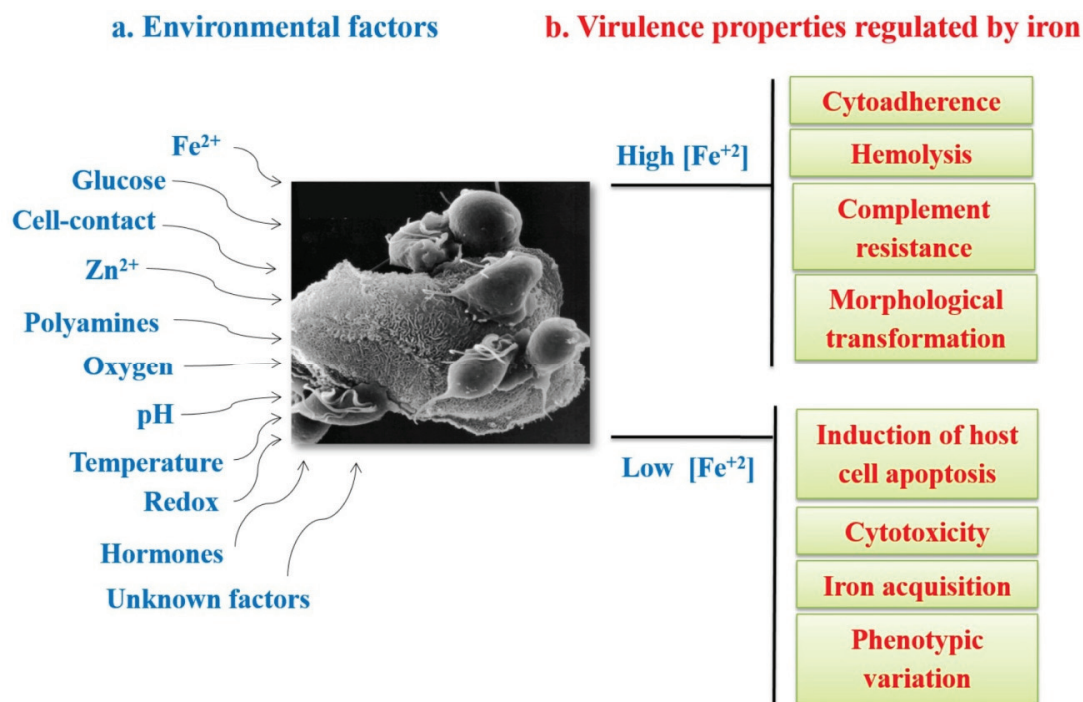 a. Environmental factors
b. Virulence properties regulated by iron
Fe²⁺
Glucose
Cell-contact
Zn²⁺
Polyamines
Oxygen
pH
Temperature
Redox
Hormones
Unknown factors
High [Fe⁺²]
Cytoadherence
Hemolysis
Complement
resistance
Morphological
transformation
Low [Fe⁺²]
Induction of host
cell apoptosis
Cytotoxicity
Iron acquisition
Phenotypic
variation